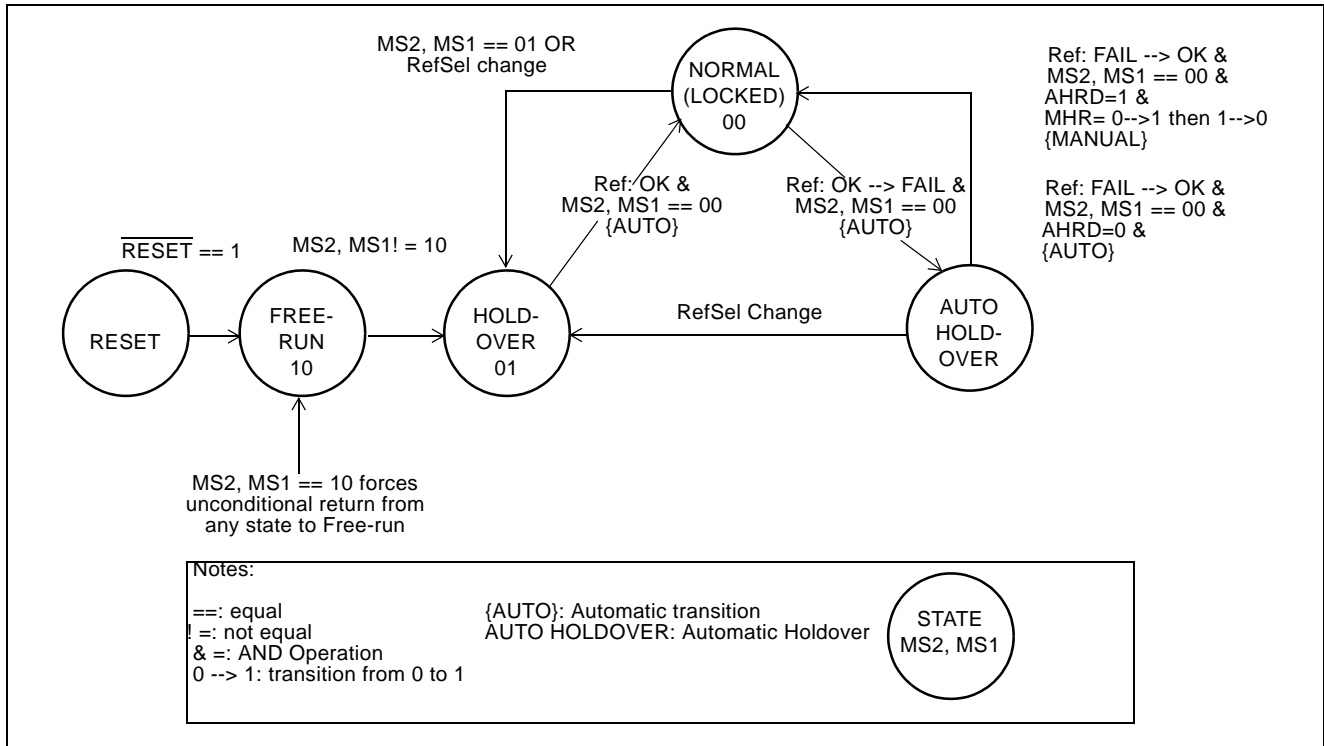 MS2, MS1 == 01 OR
RefSel change
NORMAL
(LOCKED)
00
Ref: FAIL --> OK &
MS2, MS1 == 00 &
AHRD=1 &
MHR= 0-->1 then 1-->0
{MANUAL}
Ref: FAIL --> OK &
MS2, MS1 == 00 &
AHRD=0 &
{AUTO}
Ref: OK &
MS2, MS1 == 00
{AUTO}
Ref: OK --> FAIL &
MS2, MS1 == 00
{AUTO}
RESET == 1
MS2, MS1! = 10
RESET
FREE-
RUN
10
HOLD-
OVER
01
RefSel Change
AUTO
HOLD-
OVER
MS2, MS1 == 10 forces
unconditional return from
any state to Free-run
Notes:
==: equal
! =: not equal
& =: AND Operation
0 --> 1: transition from 0 to 1
{AUTO}: Automatic transition
AUTO HOLDOVER: Automatic Holdover
STATE
MS2, MS1